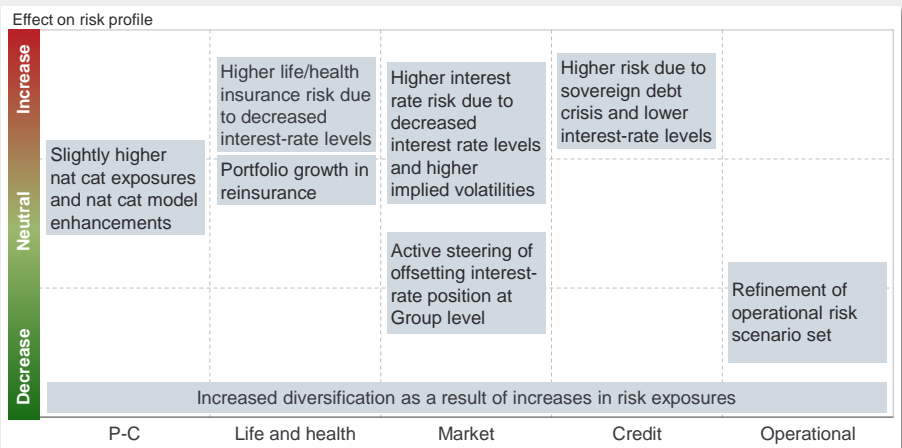 Effect on risk profile
Increase
Neutral
Decrease
Slightly higher
nat cat exposures
and nat cat model
enhancements
Higher life/health
insurance risk due
to decreased
interest-rate levels
Portfolio growth in
reinsurance
Higher interest
rate risk due to
decreased
interest rate levels
and higher
implied volatilities
Active steering of
offsetting interest-
rate position at
Group level
Higher risk due to
sovereign debt
crisis and lower
interest-rate levels
Refinement of
operational risk
scenario set
Increased diversification as a result of increases in risk exposures
P-C
Life and health
Market
Credit
Operational